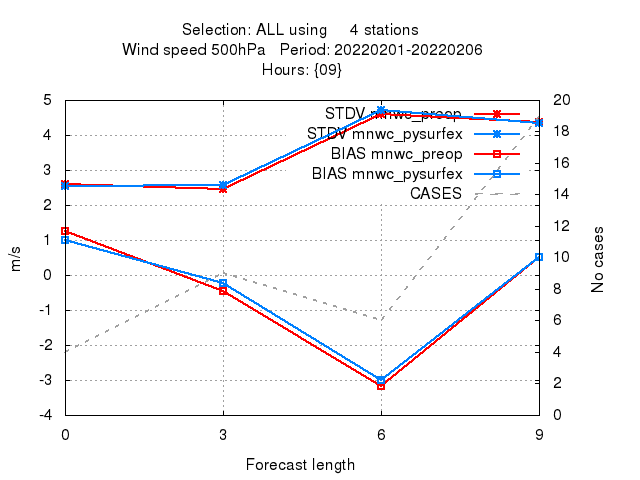 Selection: ALL using 4 stations
Wind speed 500hPa Period: 20220201-20220206
Hours: {09}
5
4
3
2
1
0
-1
-2
-3
-4
m/s
STDV mnwc_preop
STDV mnwc_pysurfex
BIAS mnwc_preop
BIAS mnwc_pysurfex
CASES
20
18
16
14
12
10
8
6
4
2
0
No cases
0 3 6 9
Forecast length